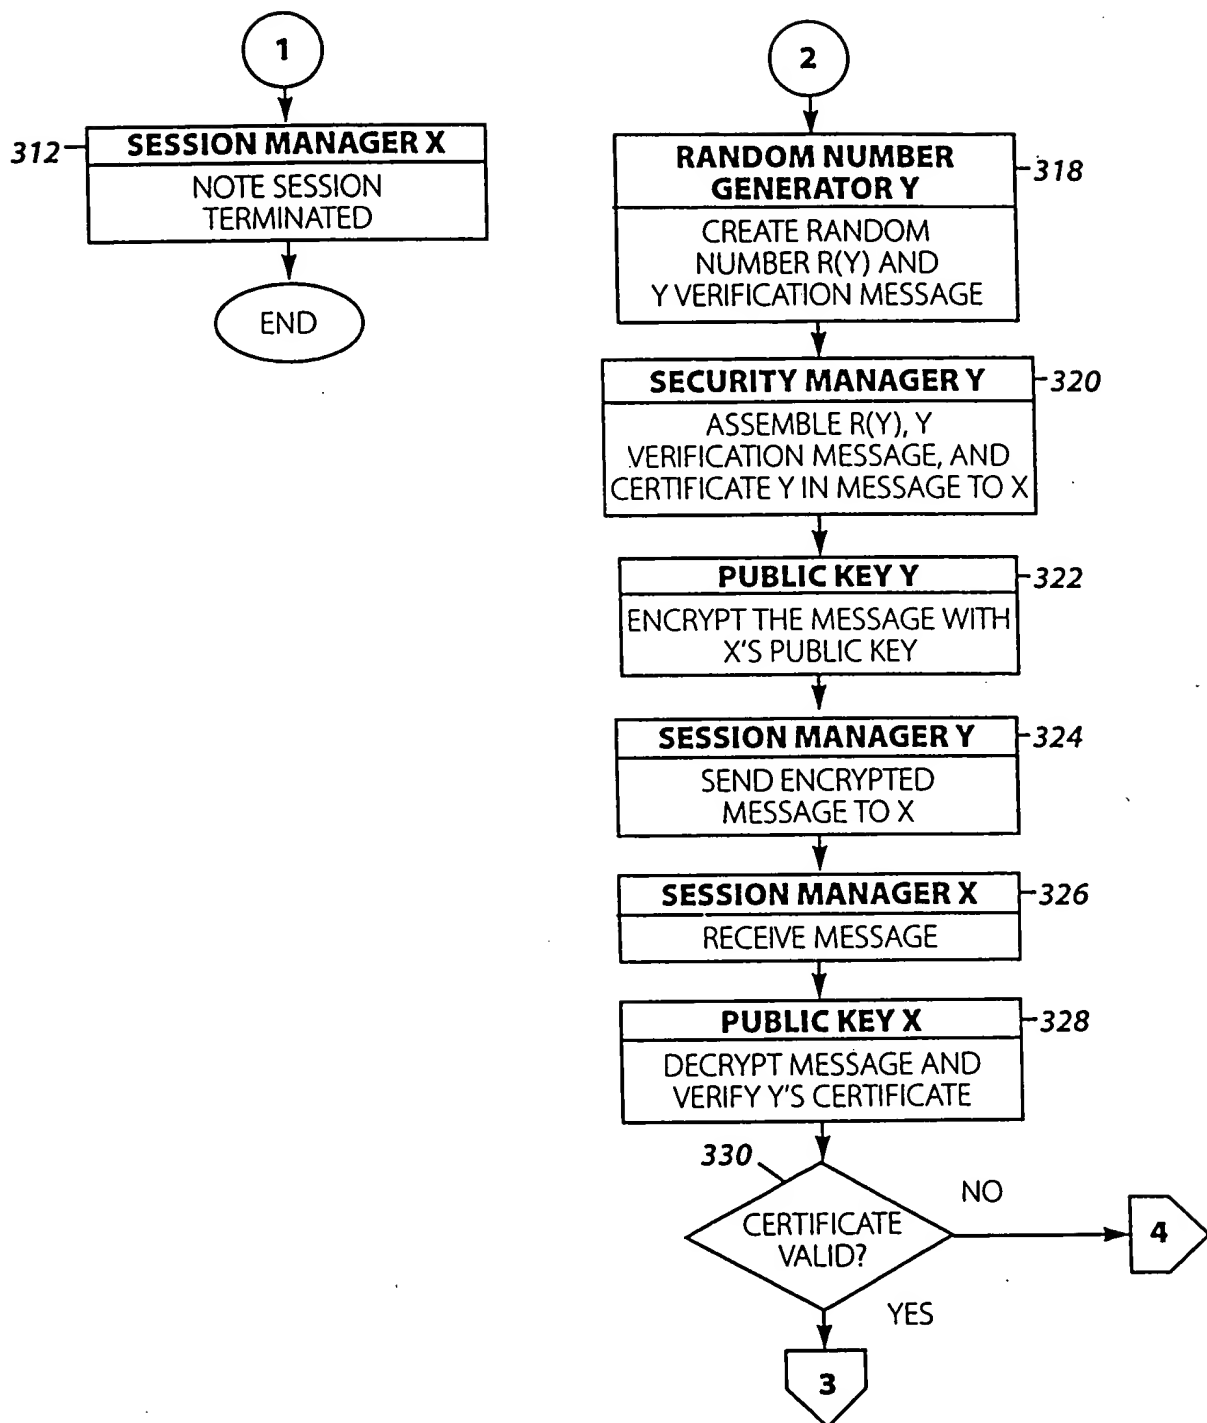 1
312
SESSION MANAGER X
NOTE SESSION
TERMINATED
END
2
RANDOM NUMBER
GENERATOR Y
318
CREATE RANDOM
NUMBER R(Y) AND
Y VERIFICATION MESSAGE
SECURITY MANAGER Y
320
ASSEMBLE R(Y), Y
VERIFICATION MESSAGE, AND
CERTIFICATE Y IN MESSAGE TO X
PUBLIC KEY Y
322
ENCRYPT THE MESSAGE WITH
X'S PUBLIC KEY
SESSION MANAGER Y
324
SEND ENCRYPTED
MESSAGE TO X
SESSION MANAGER X
326
RECEIVE MESSAGE
PUBLIC KEY X
328
DECRYPT MESSAGE AND
VERIFY Y'S CERTIFICATE
330
CERTIFICATE
VALID?
NO
4
YES
3